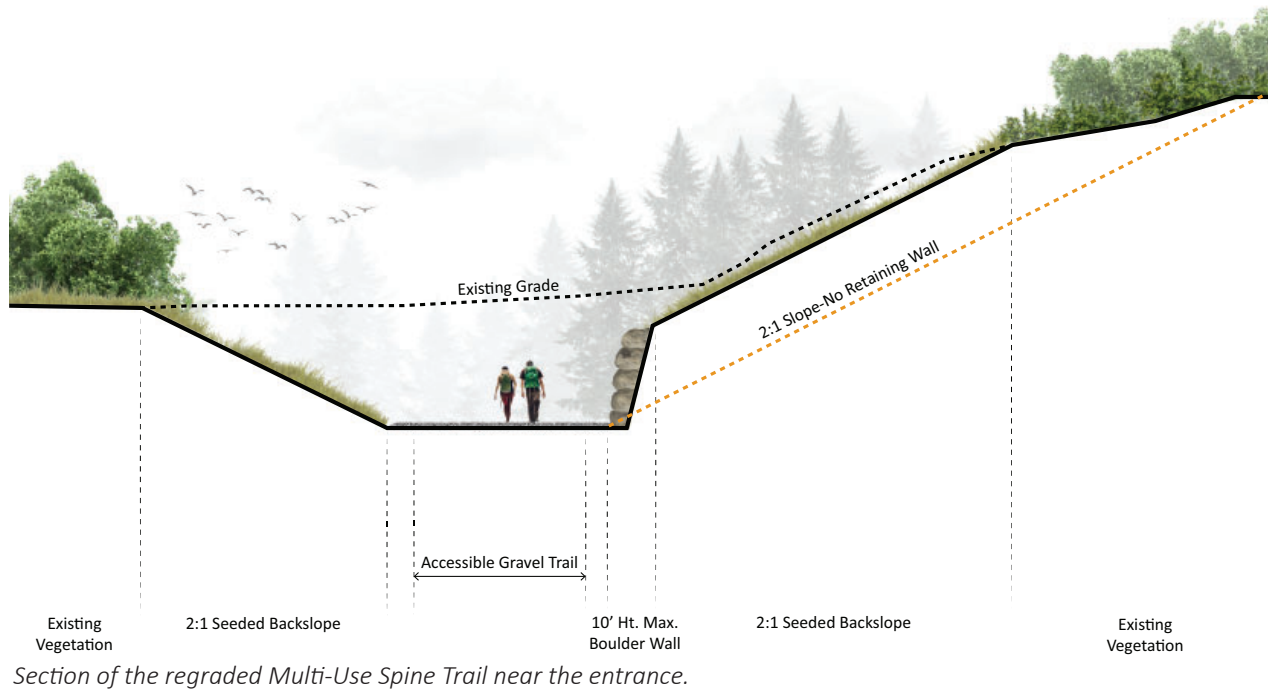 Existing Grade
2:1 Slope-No Retaining Wall
Accessible Gravel Trail
Existing
Vegetation
2:1 Seeded Backslope
10' Ht. Max.
Boulder Wall
2:1 Seeded Backslope
Existing
Vegetation
Section of the regraded Multi-Use Spine Trail near the entrance.